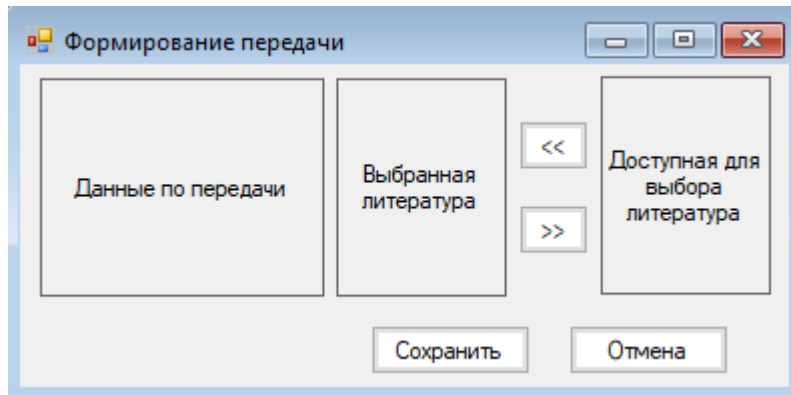 Формирование передачи
Данные по передачи
Выбранная
литература
<<
>>
Доступная для
выбора
литература
Сохранить
Отмена